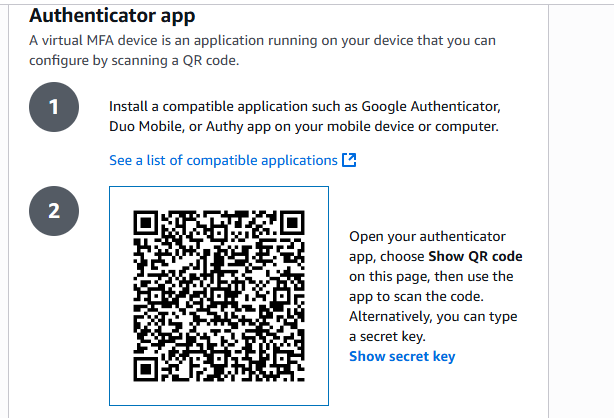 Authenticator app
A virtual MFA device is an application running on your device that you can
configure by scanning a QR code.
1
Install a compatible application such as Google Authenticator,
Duo Mobile, or Authy app on your mobile device or computer.
See a list of compatible applications
2
Open your authenticator
app, choose Show QR code
on this page, then use the
app to scan the code.
Alternatively, you can type
a secret key.
Show secret key